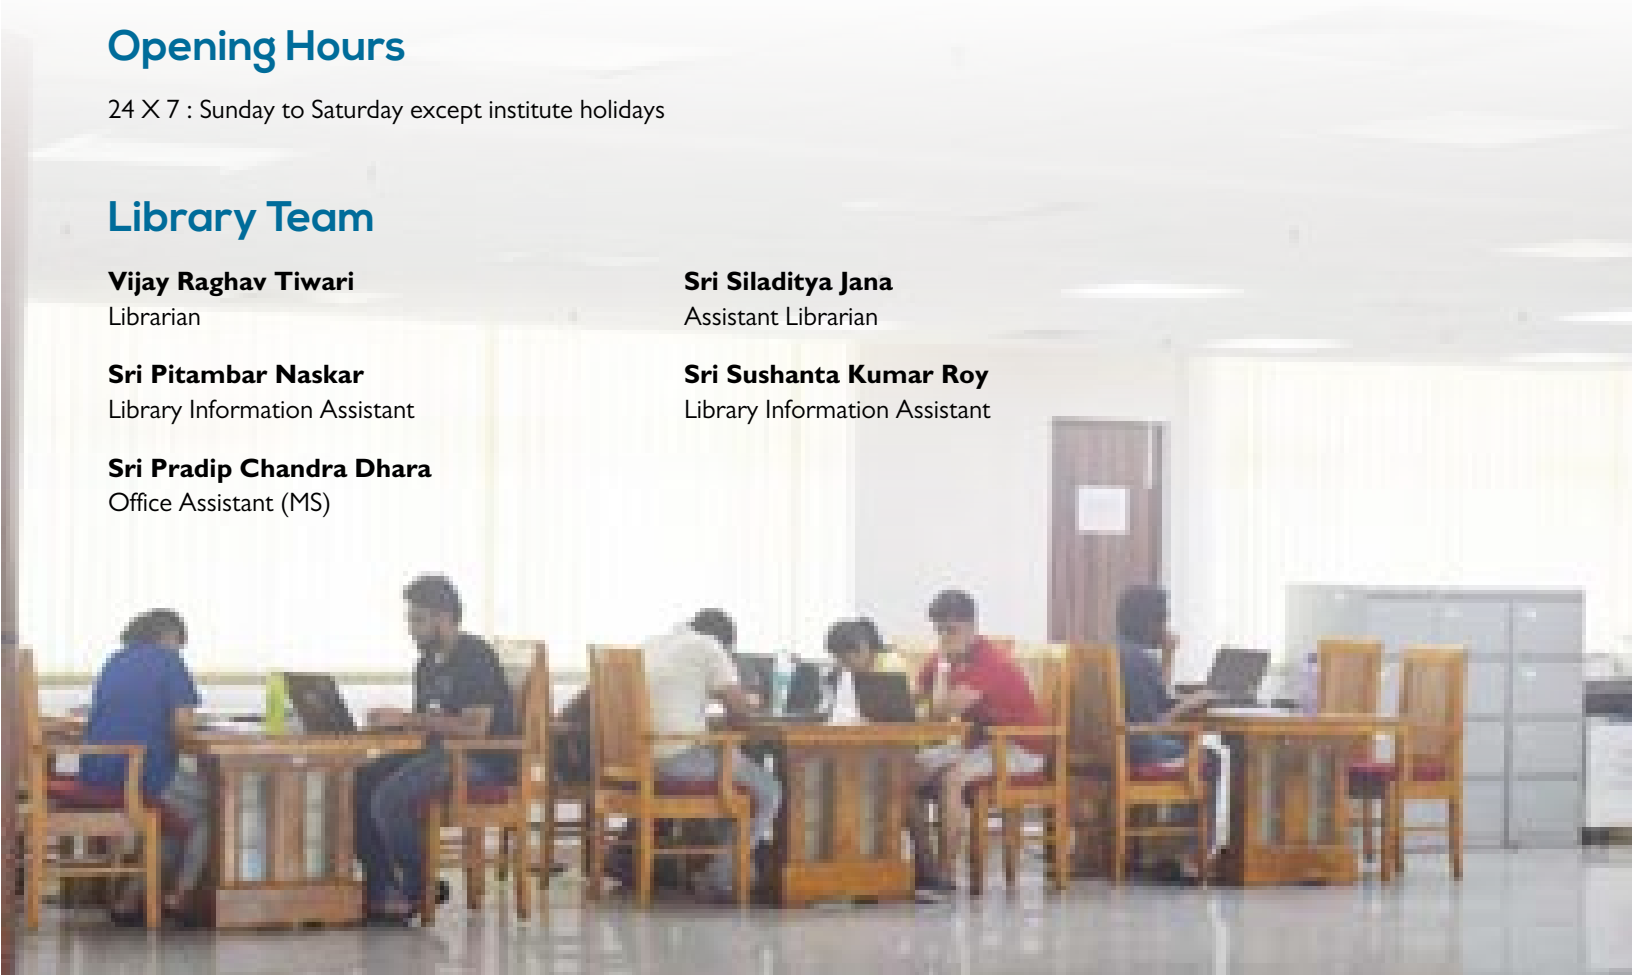 Opening Hours
24 X 7 : Sunday to Saturday except institute holidays
Library Team
Vijay Raghav Tiwari
Librarian
Sri Siladitya Jana
Assistant Librarian
Sri Pitambar Naskar
Library Information Assistant
Sri Sushanta Kumar Roy
Library Information Assistant
Sri Pradip Chandra Dhara
Office Assistant (MS)